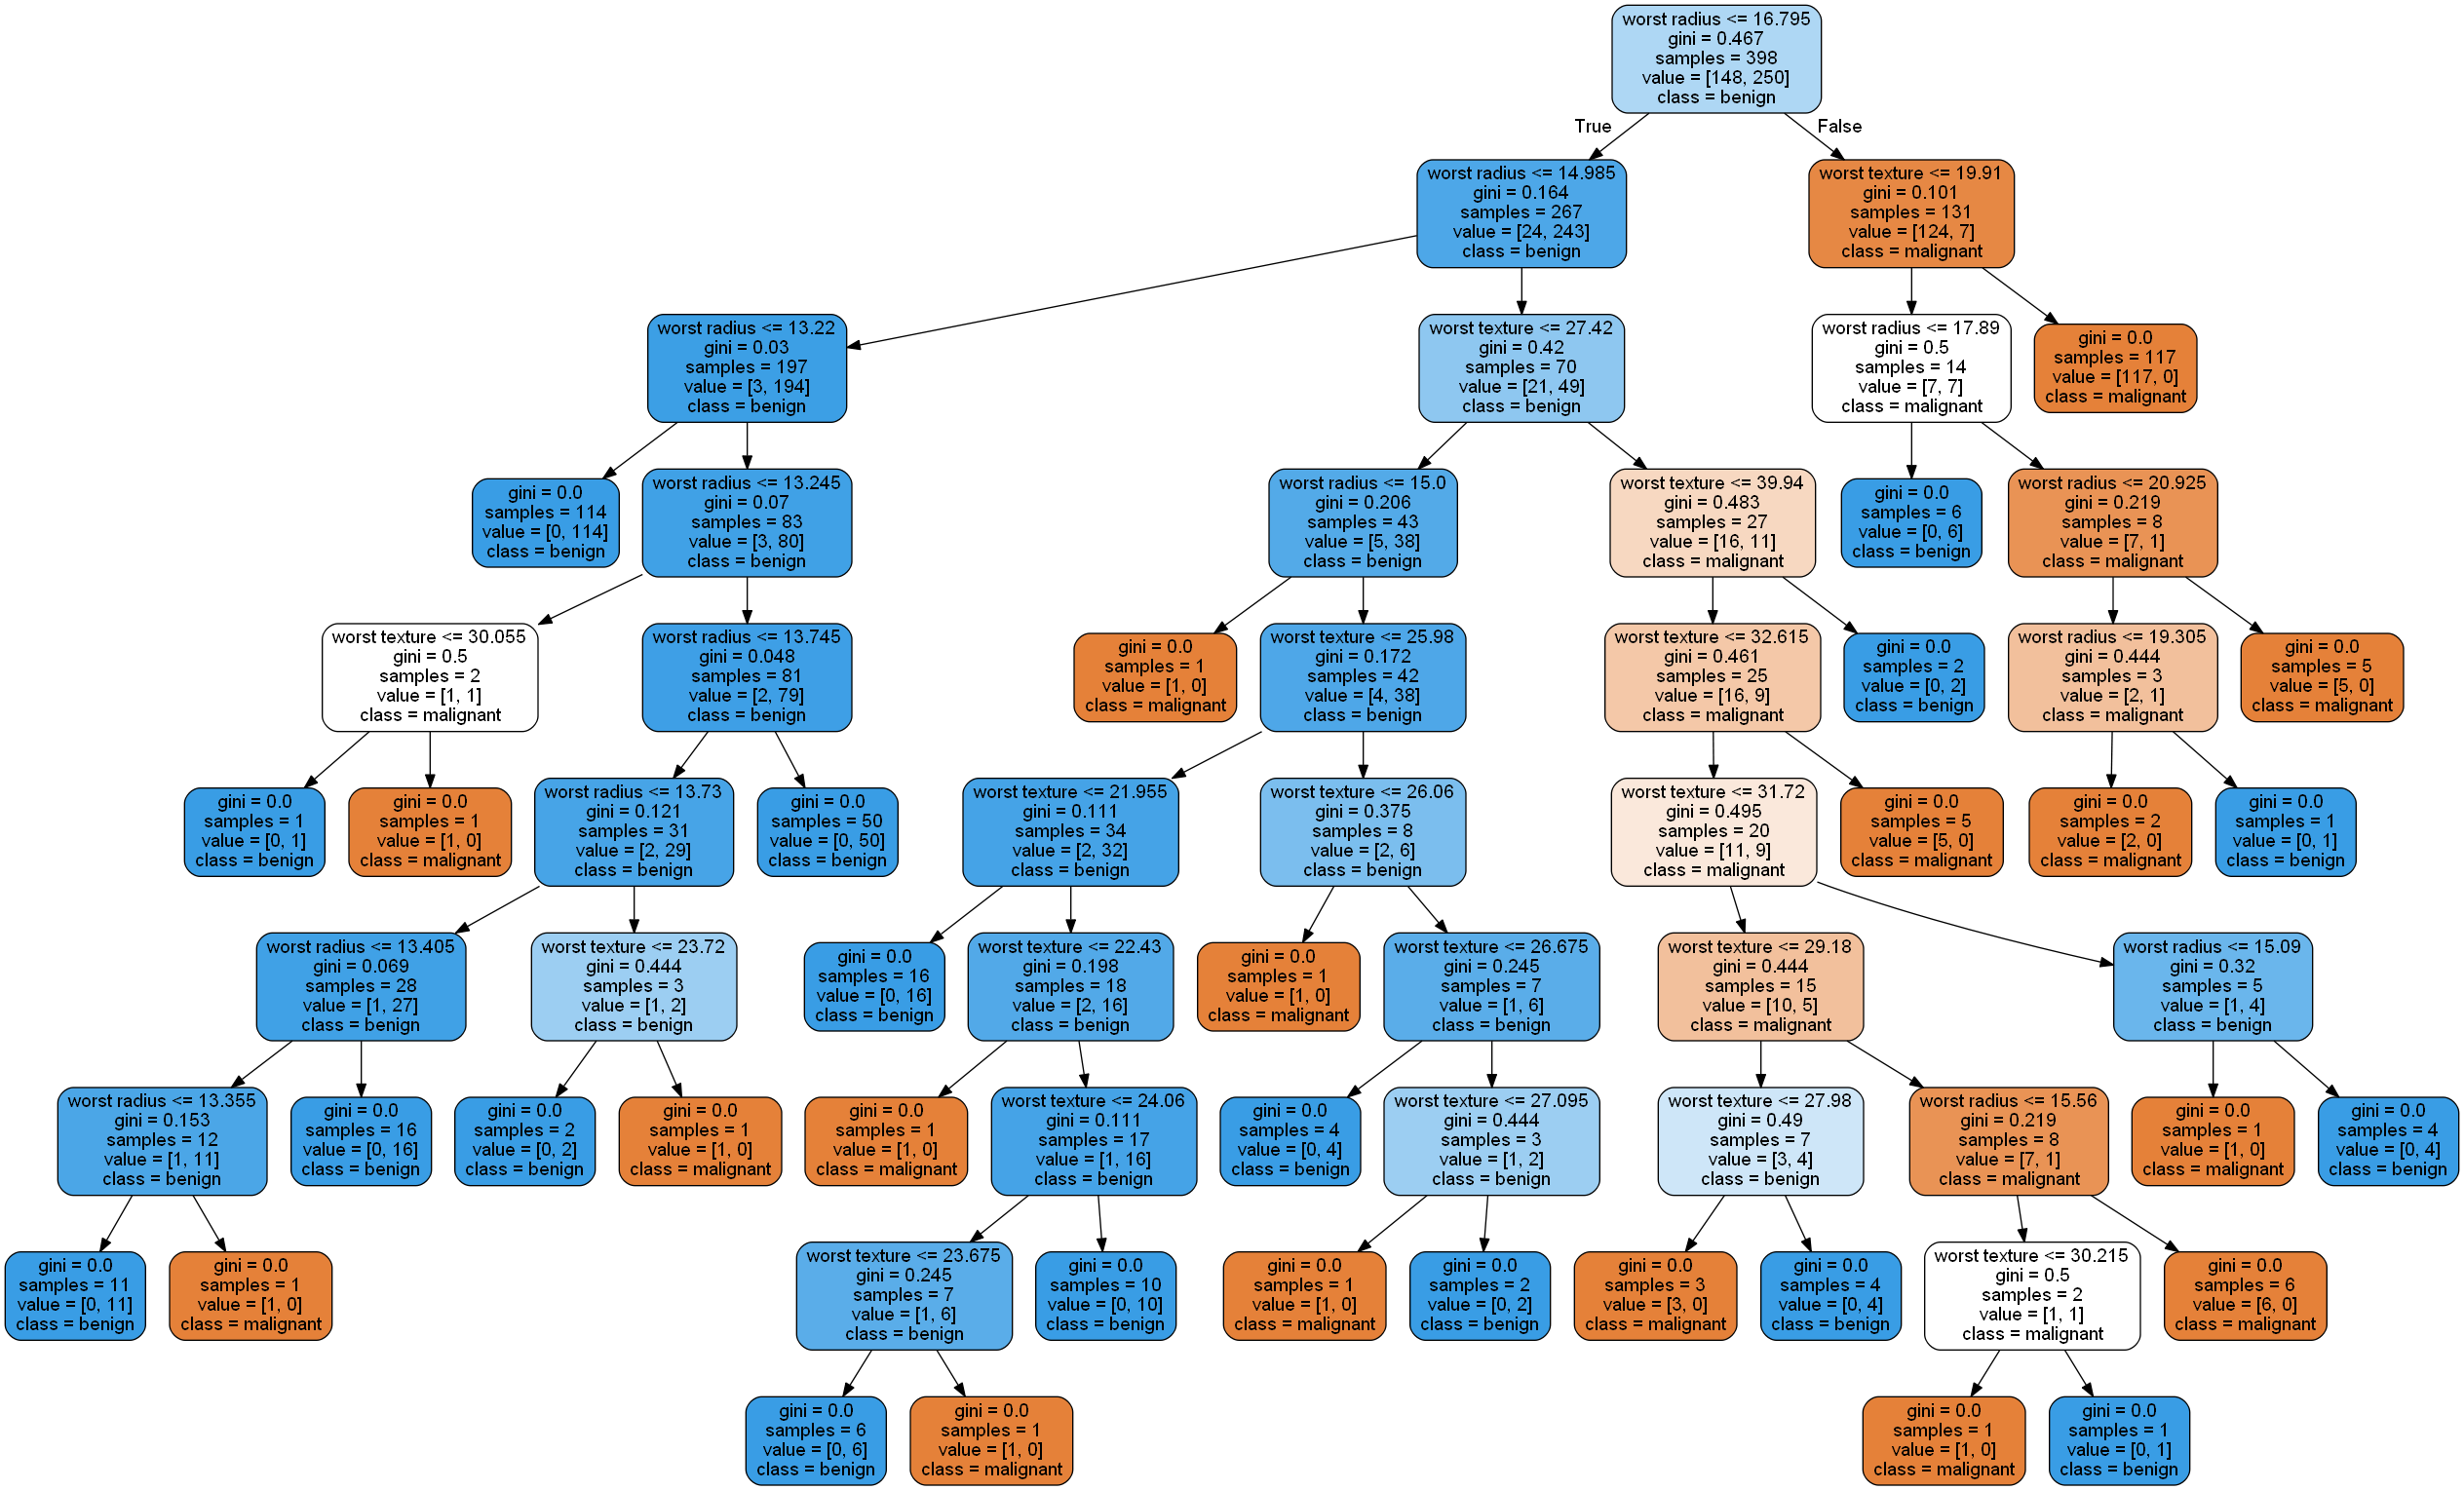 worst radius <= 16.795
gini = 0.467
samples = 398
value = [148, 250]
class = benign
True
False
worst radius <= 14.985
gini = 0.164
samples = 267
value = [24, 243]
class = benign
worst texture <= 19.91
gini = 0.101
samples = 131
value = [124, 7]
class = malignant
worst radius <= 13.22
gini = 0.03
samples = 197
value = [3, 194]
class = benign
worst texture <= 27.42
gini = 0.42
samples = 70
value = [21, 49]
class = benign
worst radius <= 17.89
gini = 0.5
samples = 14
value = [7, 7]
class = malignant
gini = 0.0
samples = 117
value = [117, 0]
class = malignant
gini = 0.0
samples = 114
value = [0, 114]
class = benign
worst radius <= 13.245
gini = 0.07
samples = 83
value = [3, 80]
class = benign
worst radius <= 15.0
gini = 0.206
samples = 43
value = [5, 38]
class = benign
worst texture <= 39.94
gini = 0.483
samples = 27
value = [16, 11]
class = malignant
gini = 0.0
samples = 6
value = [0, 6]
class = benign
worst radius <= 20.925
gini = 0.219
samples = 8
value = [7, 1]
class = malignant
worst texture <= 30.055
gini = 0.5
samples = 2
value = [1, 1]
class = malignant
worst radius <= 13.745
gini = 0.048
samples = 81
value = [2, 79]
class = benign
gini = 0.0
samples = 1
value = [1, 0]
class = malignant
worst texture <= 25.98
gini = 0.172
samples = 42
value = [4, 38]
class = benign
worst texture <= 32.615
gini = 0.461
samples = 25
value = [16, 9]
class = malignant
gini = 0.0
samples = 2
value = [0, 2]
class = benign
worst radius <= 19.305
gini = 0.444
samples = 3
value = [2, 1]
class = malignant
gini = 0.0
samples = 5
value = [5, 0]
class = malignant
gini = 0.0
samples = 1
value = [0, 1]
class = benign
gini = 0.0
samples = 1
value = [1, 0]
class = malignant
worst radius <= 13.73
gini = 0.121
samples = 31
value = [2, 29]
class = benign
gini = 0.0
samples = 50
value = [0, 50]
class = benign
worst texture <= 21.955
gini = 0.111
samples = 34
value = [2, 32]
class = benign
worst texture <= 26.06
gini = 0.375
samples = 8
value = [2, 6]
class = benign
worst texture <= 31.72
gini = 0.495
samples = 20
value = [11, 9]
class = malignant
gini = 0.0
samples = 5
value = [5, 0]
class = malignant
gini = 0.0
samples = 2
value = [2, 0]
class = malignant
gini = 0.0
samples = 1
value = [0, 1]
class = benign
worst radius <= 13.405
gini = 0.069
samples = 28
value = [1, 27]
class = benign
worst texture <= 23.72
gini = 0.444
samples = 3
value = [1, 2]
class = benign
gini = 0.0
samples = 16
value = [0, 16]
class = benign
worst texture <= 22.43
gini = 0.198
samples = 18
value = [2, 16]
class = benign
gini = 0.0
samples = 1
value = [1, 0]
class = malignant
worst texture <= 26.675
gini = 0.245
samples = 7
value = [1, 6]
class = benign
worst texture <= 29.18
gini = 0.444
samples = 15
value = [10, 5]
class = malignant
worst radius <= 15.09
gini = 0.32
samples = 5
value = [1, 4]
class = benign
worst radius <= 13.355
gini = 0.153
samples = 12
value = [1, 11]
class = benign
gini = 0.0
samples = 16
value = [0, 16]
class = benign
gini = 0.0
samples = 2
value = [0, 2]
class = benign
gini = 0.0
samples = 1
value = [1, 0]
class = malignant
gini = 0.0
samples = 1
value = [1, 0]
class = malignant
worst texture <= 24.06
gini = 0.111
samples = 17
value = [1, 16]
class = benign
gini = 0.0
samples = 4
value = [0, 4]
class = benign
worst texture <= 27.095
gini = 0.444
samples = 3
value = [1, 2]
class = benign
worst texture <= 27.98
gini = 0.49
samples = 7
value = [3, 4]
class = benign
worst radius <= 15.56
gini = 0.219
samples = 8
value = [7, 1]
class = malignant
gini = 0.0
samples = 1
value = [1, 0]
class = malignant
gini = 0.0
samples = 4
value = [0, 4]
class = benign
gini = 0.0
samples = 11
value = [0, 11]
class = benign
gini = 0.0
samples = 1
value = [1, 0]
class = malignant
worst texture <= 23.675
gini = 0.245
samples = 7
value = [1, 6]
class = benign
gini = 0.0
samples = 10
value = [0, 10]
class = benign
gini = 0.0
samples = 1
value = [1, 0]
class = malignant
gini = 0.0
samples = 2
value = [0, 2]
class = benign
gini = 0.0
samples = 3
value = [3, 0]
class = malignant
gini = 0.0
samples = 4
value = [0, 4]
class = benign
worst texture <= 30.215
gini = 0.5
samples = 2
value = [1, 1]
class = malignant
gini = 0.0
samples = 6
value = [6, 0]
class = malignant
gini = 0.0
samples = 6
value = [0, 6]
class = benign
gini = 0.0
samples = 1
value = [1, 0]
class = malignant
gini = 0.0
samples = 1
value = [1, 0]
class = malignant
gini = 0.0
samples = 1
value = [0, 1]
class = benign